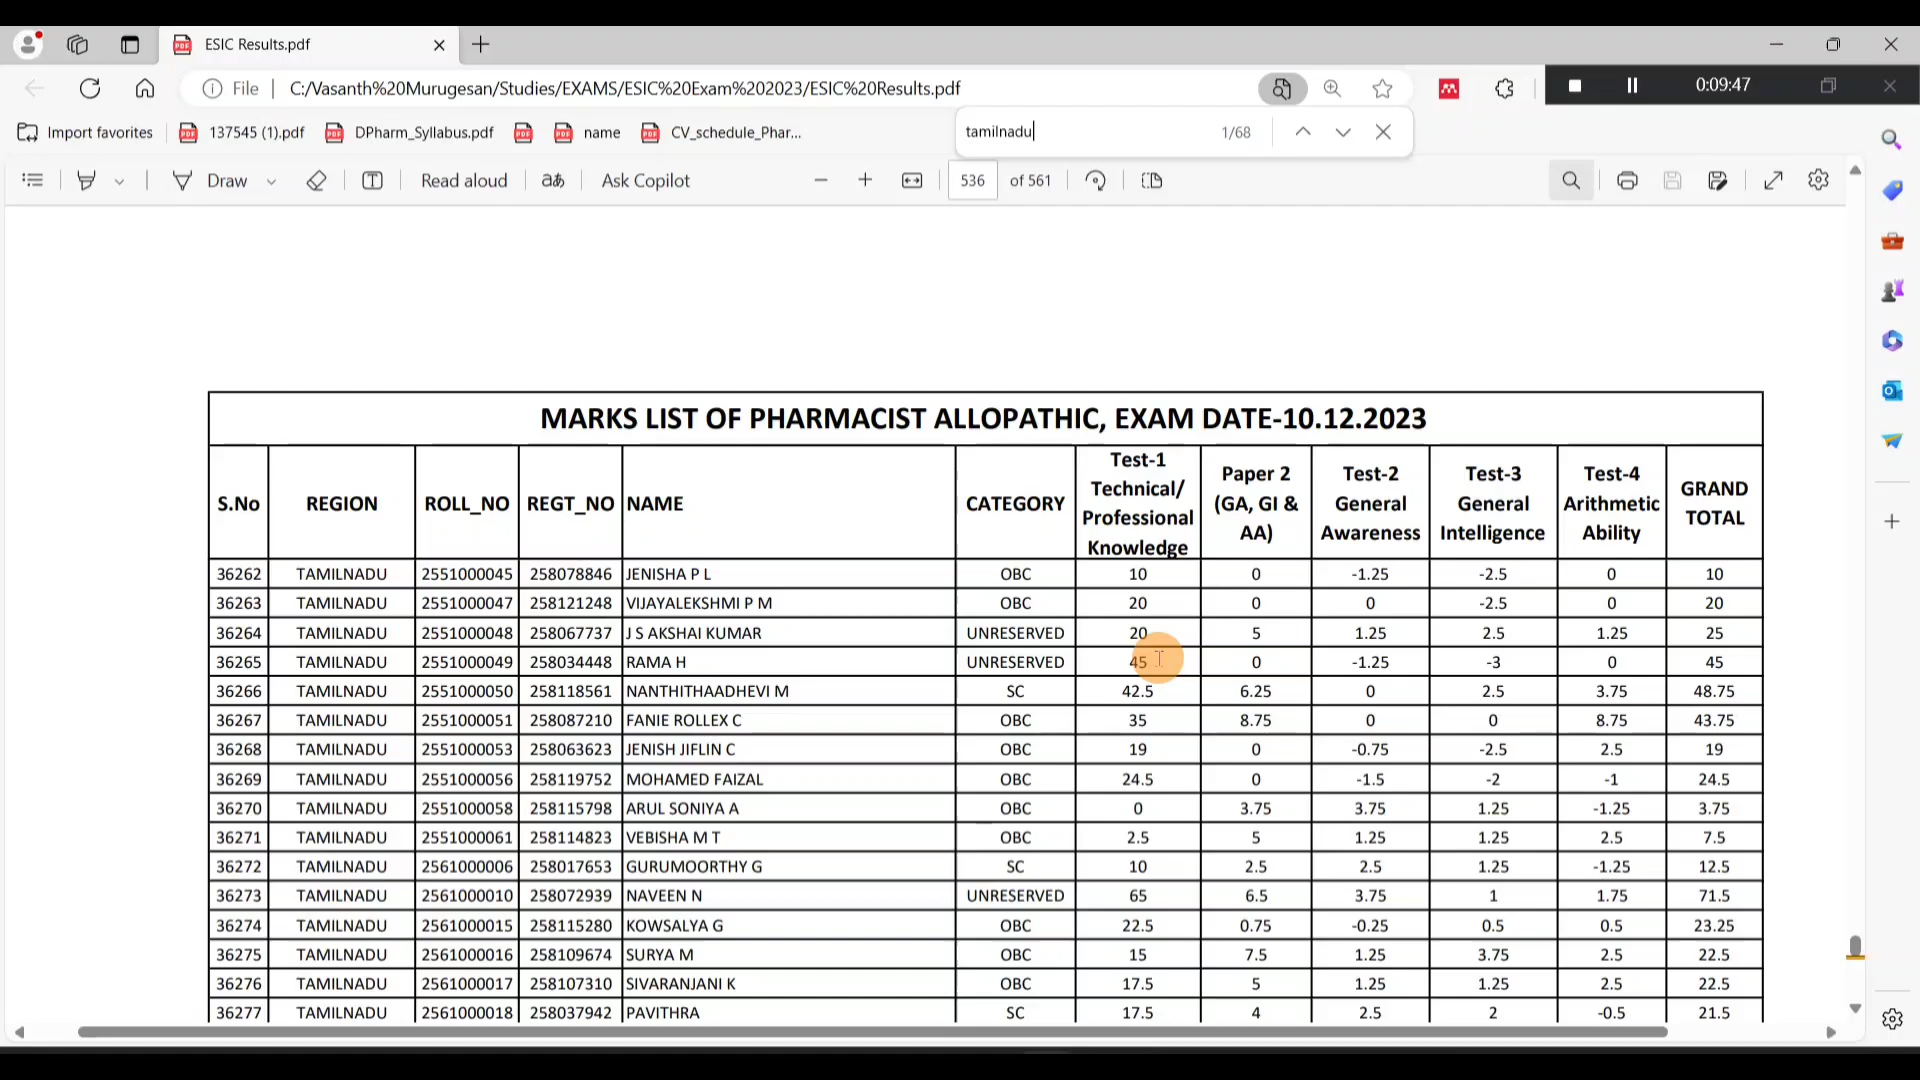 ESIC Results.pdf
File | C:/Vasanth%20Murugesan/Studies/EXAMS/ESIC%20Exam%202023/ESIC%20Results.pdf
0:09:47
Import favorites 137545 (1).pdf DPharm_Syllabus.pdf name CV_schedule_Phar...
tamilnadu 1/68
Draw Read aloud aあ Ask Copilot 536 of 561
MARKS LIST OF PHARMACIST ALLOPATHIC, EXAM DATE-10.12.2023
S.No REGION ROLL_NO REGT_NO NAME CATEGORY Test-1 Technical/ Professional Knowledge Paper 2 (GA, GI & AA) Test-2 General Awareness Test-3 General Intelligence Test-4 Arithmetic Ability GRAND TOTAL
36262 TAMILNADU 2551000045 258078846 JENISHA P L OBC 10 0 -1.25 -2.5 0 10
36263 TAMILNADU 2551000047 258121248 VIJAYALEKSHMI P M OBC 20 0 0 -2.5 0 20
36264 TAMILNADU 2551000048 258067737 J S AKSHAI KUMAR UNRESERVED 20 5 1.25 2.5 1.25 25
36265 TAMILNADU 2551000049 258034448 RAMA H UNRESERVED 45 0 -1.25 -3 0 45
36266 TAMILNADU 2551000050 258118561 NANTHITHAADHEVI M SC 42.5 6.25 0 2.5 3.75 48.75
36267 TAMILNADU 2551000051 258087210 FANIE ROLLEX C OBC 35 8.75 0 0 8.75 43.75
36268 TAMILNADU 2551000053 258063623 JENISH JIFLIN C OBC 19 0 -0.75 -2.5 2.5 19
36269 TAMILNADU 2551000056 258119752 MOHAMED FAIZAL OBC 24.5 0 -1.5 -2 -1 24.5
36270 TAMILNADU 2551000058 258115798 ARUL SONIYA A OBC 0 3.75 3.75 1.25 -1.25 3.75
36271 TAMILNADU 2551000061 258114823 VEBISHA M T OBC 2.5 5 1.25 1.25 2.5 7.5
36272 TAMILNADU 2561000006 258017653 GURUMOORTHY G SC 10 2.5 2.5 1.25 -1.25 12.5
36273 TAMILNADU 2561000010 258072939 NAVEEN N UNRESERVED 65 6.5 3.75 1 1.75 71.5
36274 TAMILNADU 2561000015 258115280 KOWSALYA G OBC 22.5 0.75 -0.25 0.5 0.5 23.25
36275 TAMILNADU 2561000016 258109674 SURYA M OBC 15 7.5 1.25 3.75 2.5 22.5
36276 TAMILNADU 2561000017 258107310 SIVARANJANI K OBC 17.5 5 1.25 1.25 2.5 22.5
36277 TAMILNADU 2561000018 258037942 PAVITHRA SC 17.5 4 2.5 2 -0.5 21.5